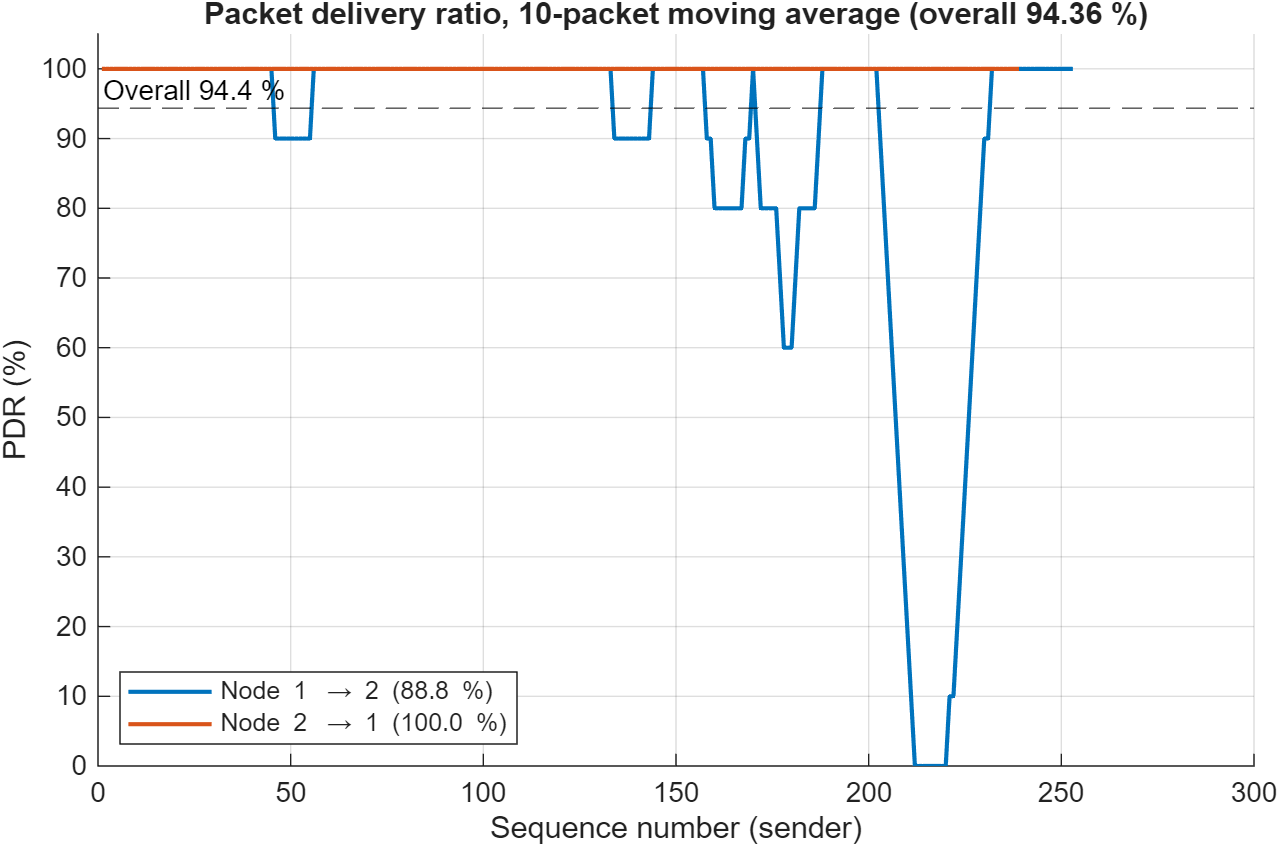 Packet delivery ratio, 10-packet moving average (overall 94.36 %)
100
Overall 94.4 %
90
80
70
60
50
40
30
20
10
0
PDR (%)
Node 1 → 2 (88.8 %)
Node 2 → 1 (100.0 %)
0 50 100 150 200 250 300
Sequence number (sender)